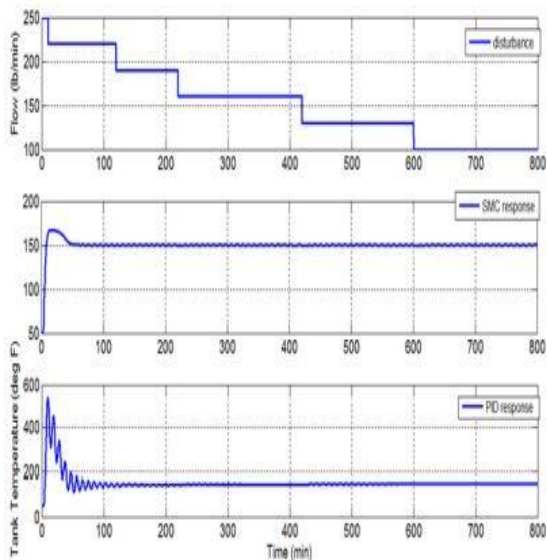 250
200
150
100
Flow (lb/min)
disturbance
0 100 200 300 400 500 600 700 800
200
150
100
50
SMC response
0 100 200 300 400 500 600 700 800
Tank Temperature (deg F)
600
400
200
0
PID response
0 100 200 300 400 500 600 700 800
Time (min)